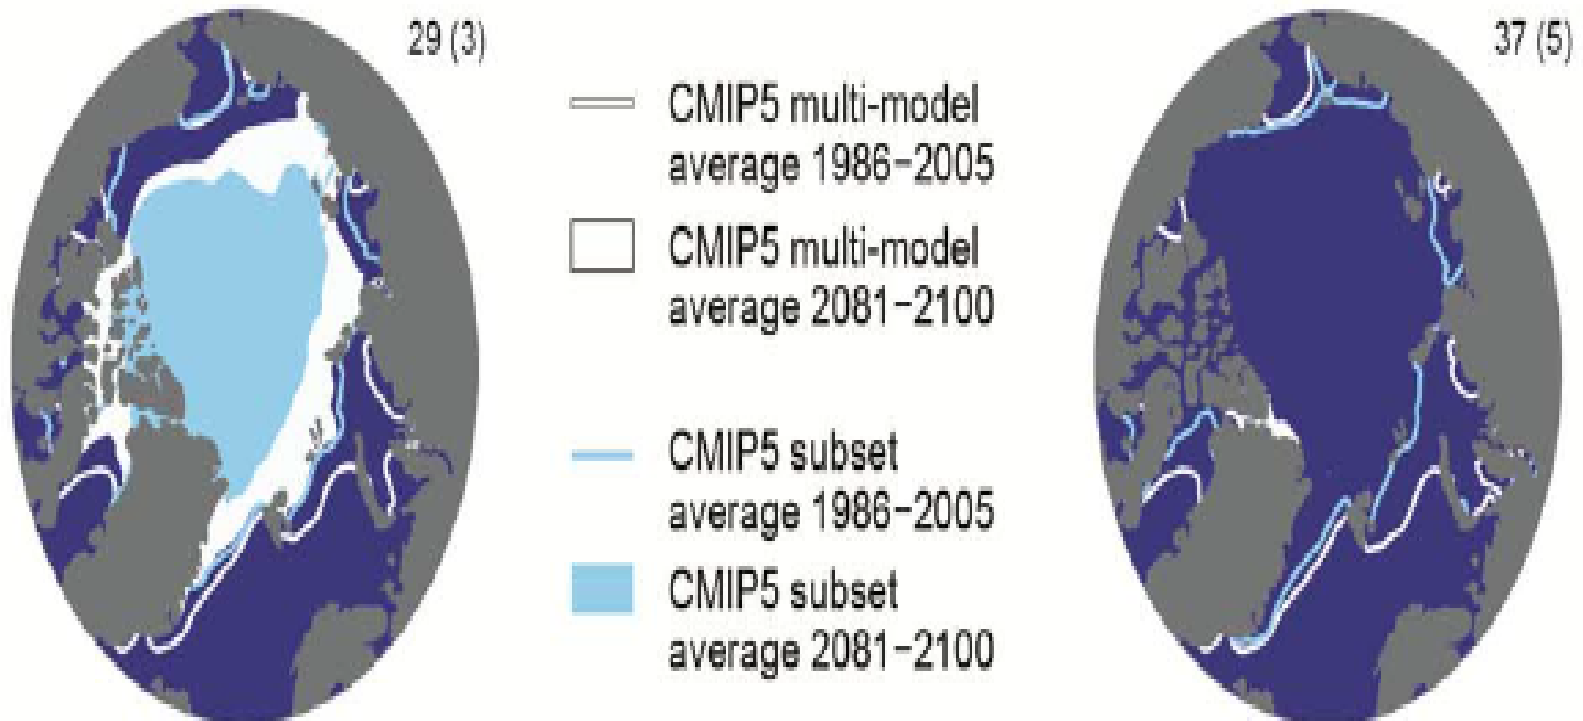 29 (3)
37 (5)
CMIP5 multi-model
average 1986−2005
CMIP5 multi-model
average 2081−2100
CMIP5 subset
average 1986−2005
CMIP5 subset
average 2081−2100